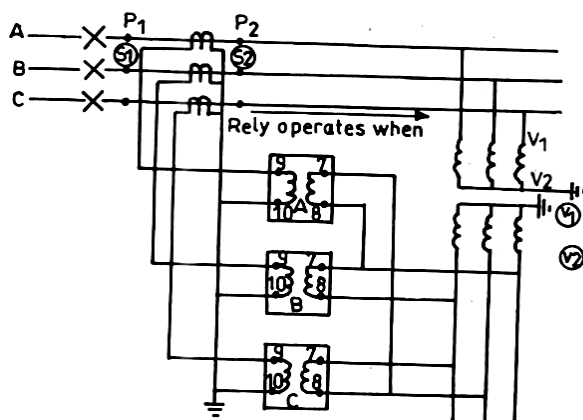 P1 P2
A
S1 S2
B
C
Rely operates when
V1
9 7
V2
10 A 8
V1
9 7
V2
10 8
B
9 7
10 8
C